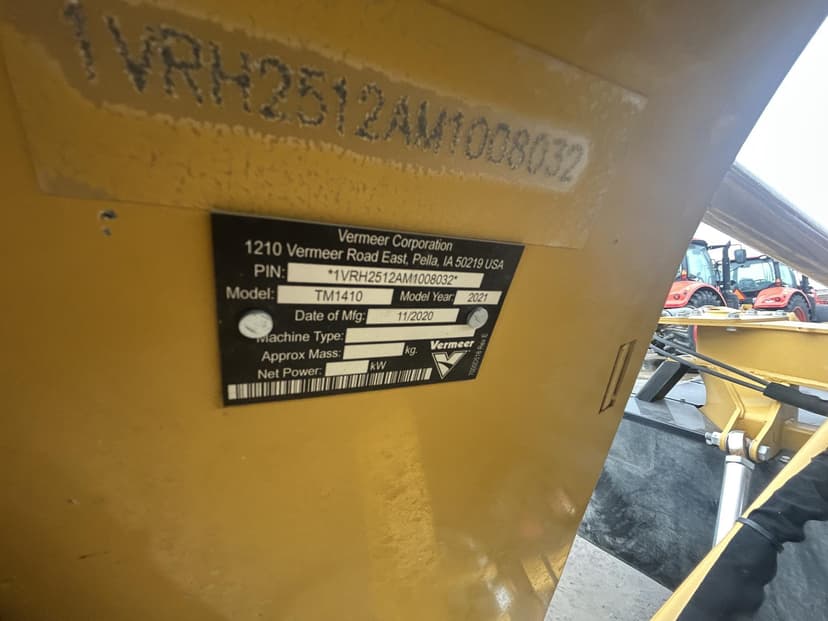 1VRH2512AM1008032
Vermeer Corporation
1210 Vermeer Road East, Pella, IA 50219 USA
PIN: *1VRH2512AM1008032*
Model: TM1410 Model Year: 2021
Date of Mfg: 11/2020
Machine Type:
Approx Mass: kg.
Net Power: kW
Vermeer